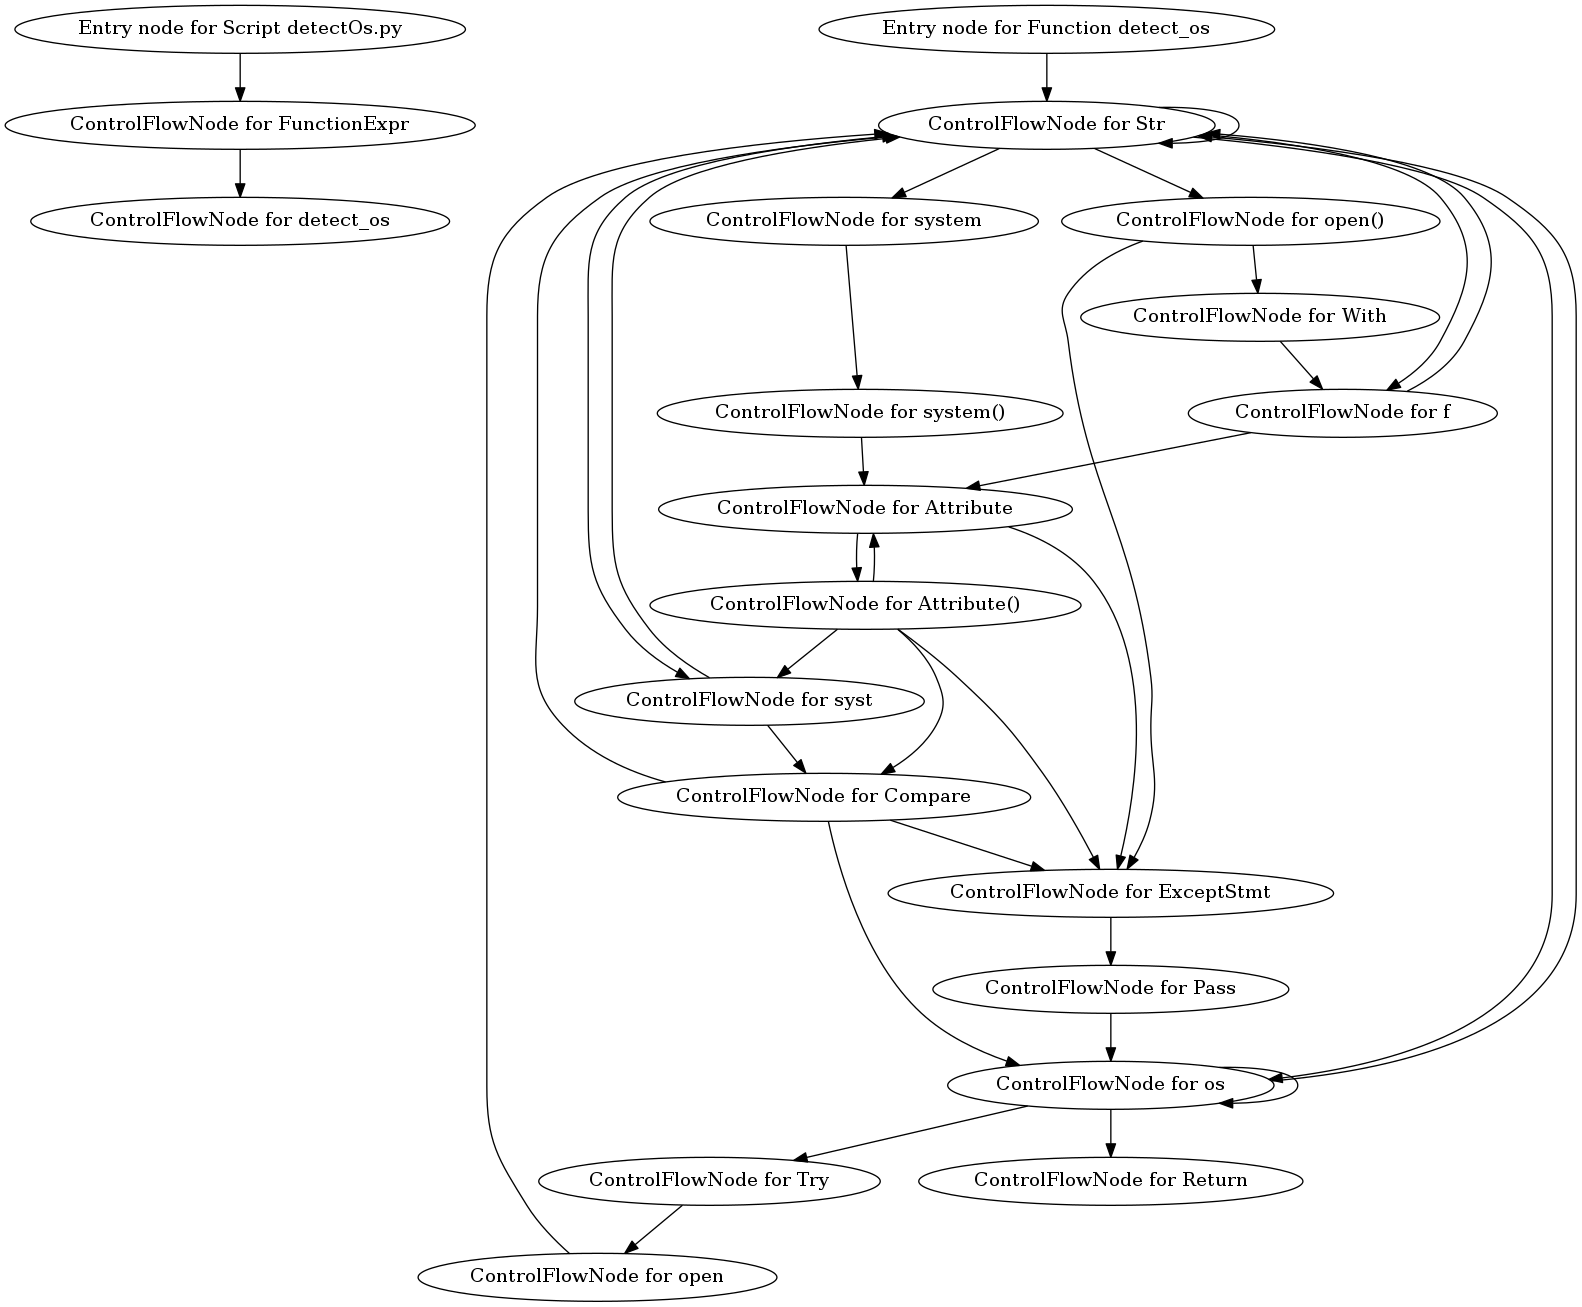 Entry node for Script detectOs.py
Entry node for Function detect_os
ControlFlowNode for FunctionExpr
ControlFlowNode for Str
ControlFlowNode for detect_os
ControlFlowNode for system
ControlFlowNode for open()
ControlFlowNode for With
ControlFlowNode for system()
ControlFlowNode for f
ControlFlowNode for Attribute
ControlFlowNode for Attribute()
ControlFlowNode for syst
ControlFlowNode for Compare
ControlFlowNode for ExceptStmt
ControlFlowNode for Pass
ControlFlowNode for os
ControlFlowNode for Try
ControlFlowNode for Return
ControlFlowNode for open